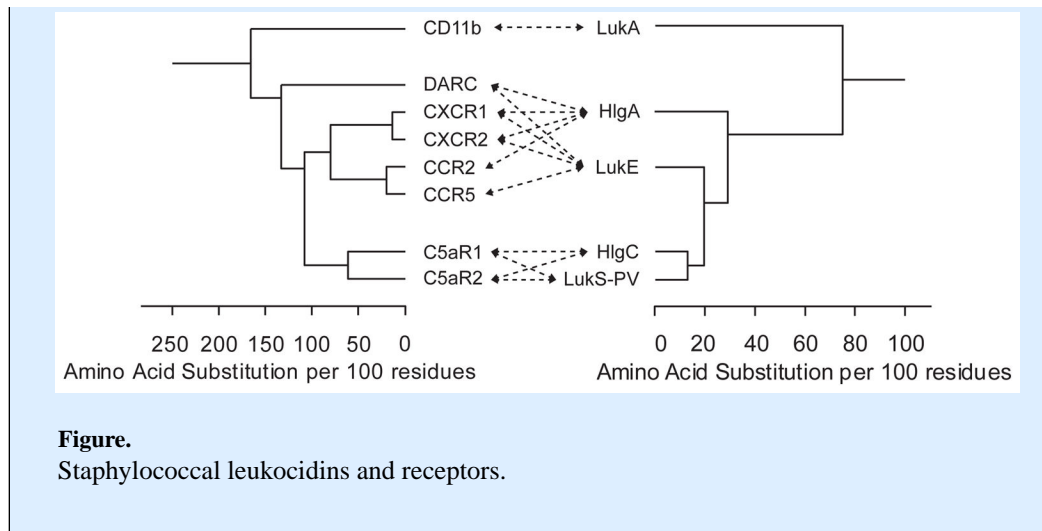 CD11b LukA
DARC
CXCR1 HlgA
CXCR2
CCR2 LukE
CCR5
C5aR1 HlgC
C5aR2 LukS-PV
250 200 150 100 50 0 0 20 40 60 80 100
Amino Acid Substitution per 100 residues Amino Acid Substitution per 100 residues
Figure.
Staphylococcal leukocidins and receptors.